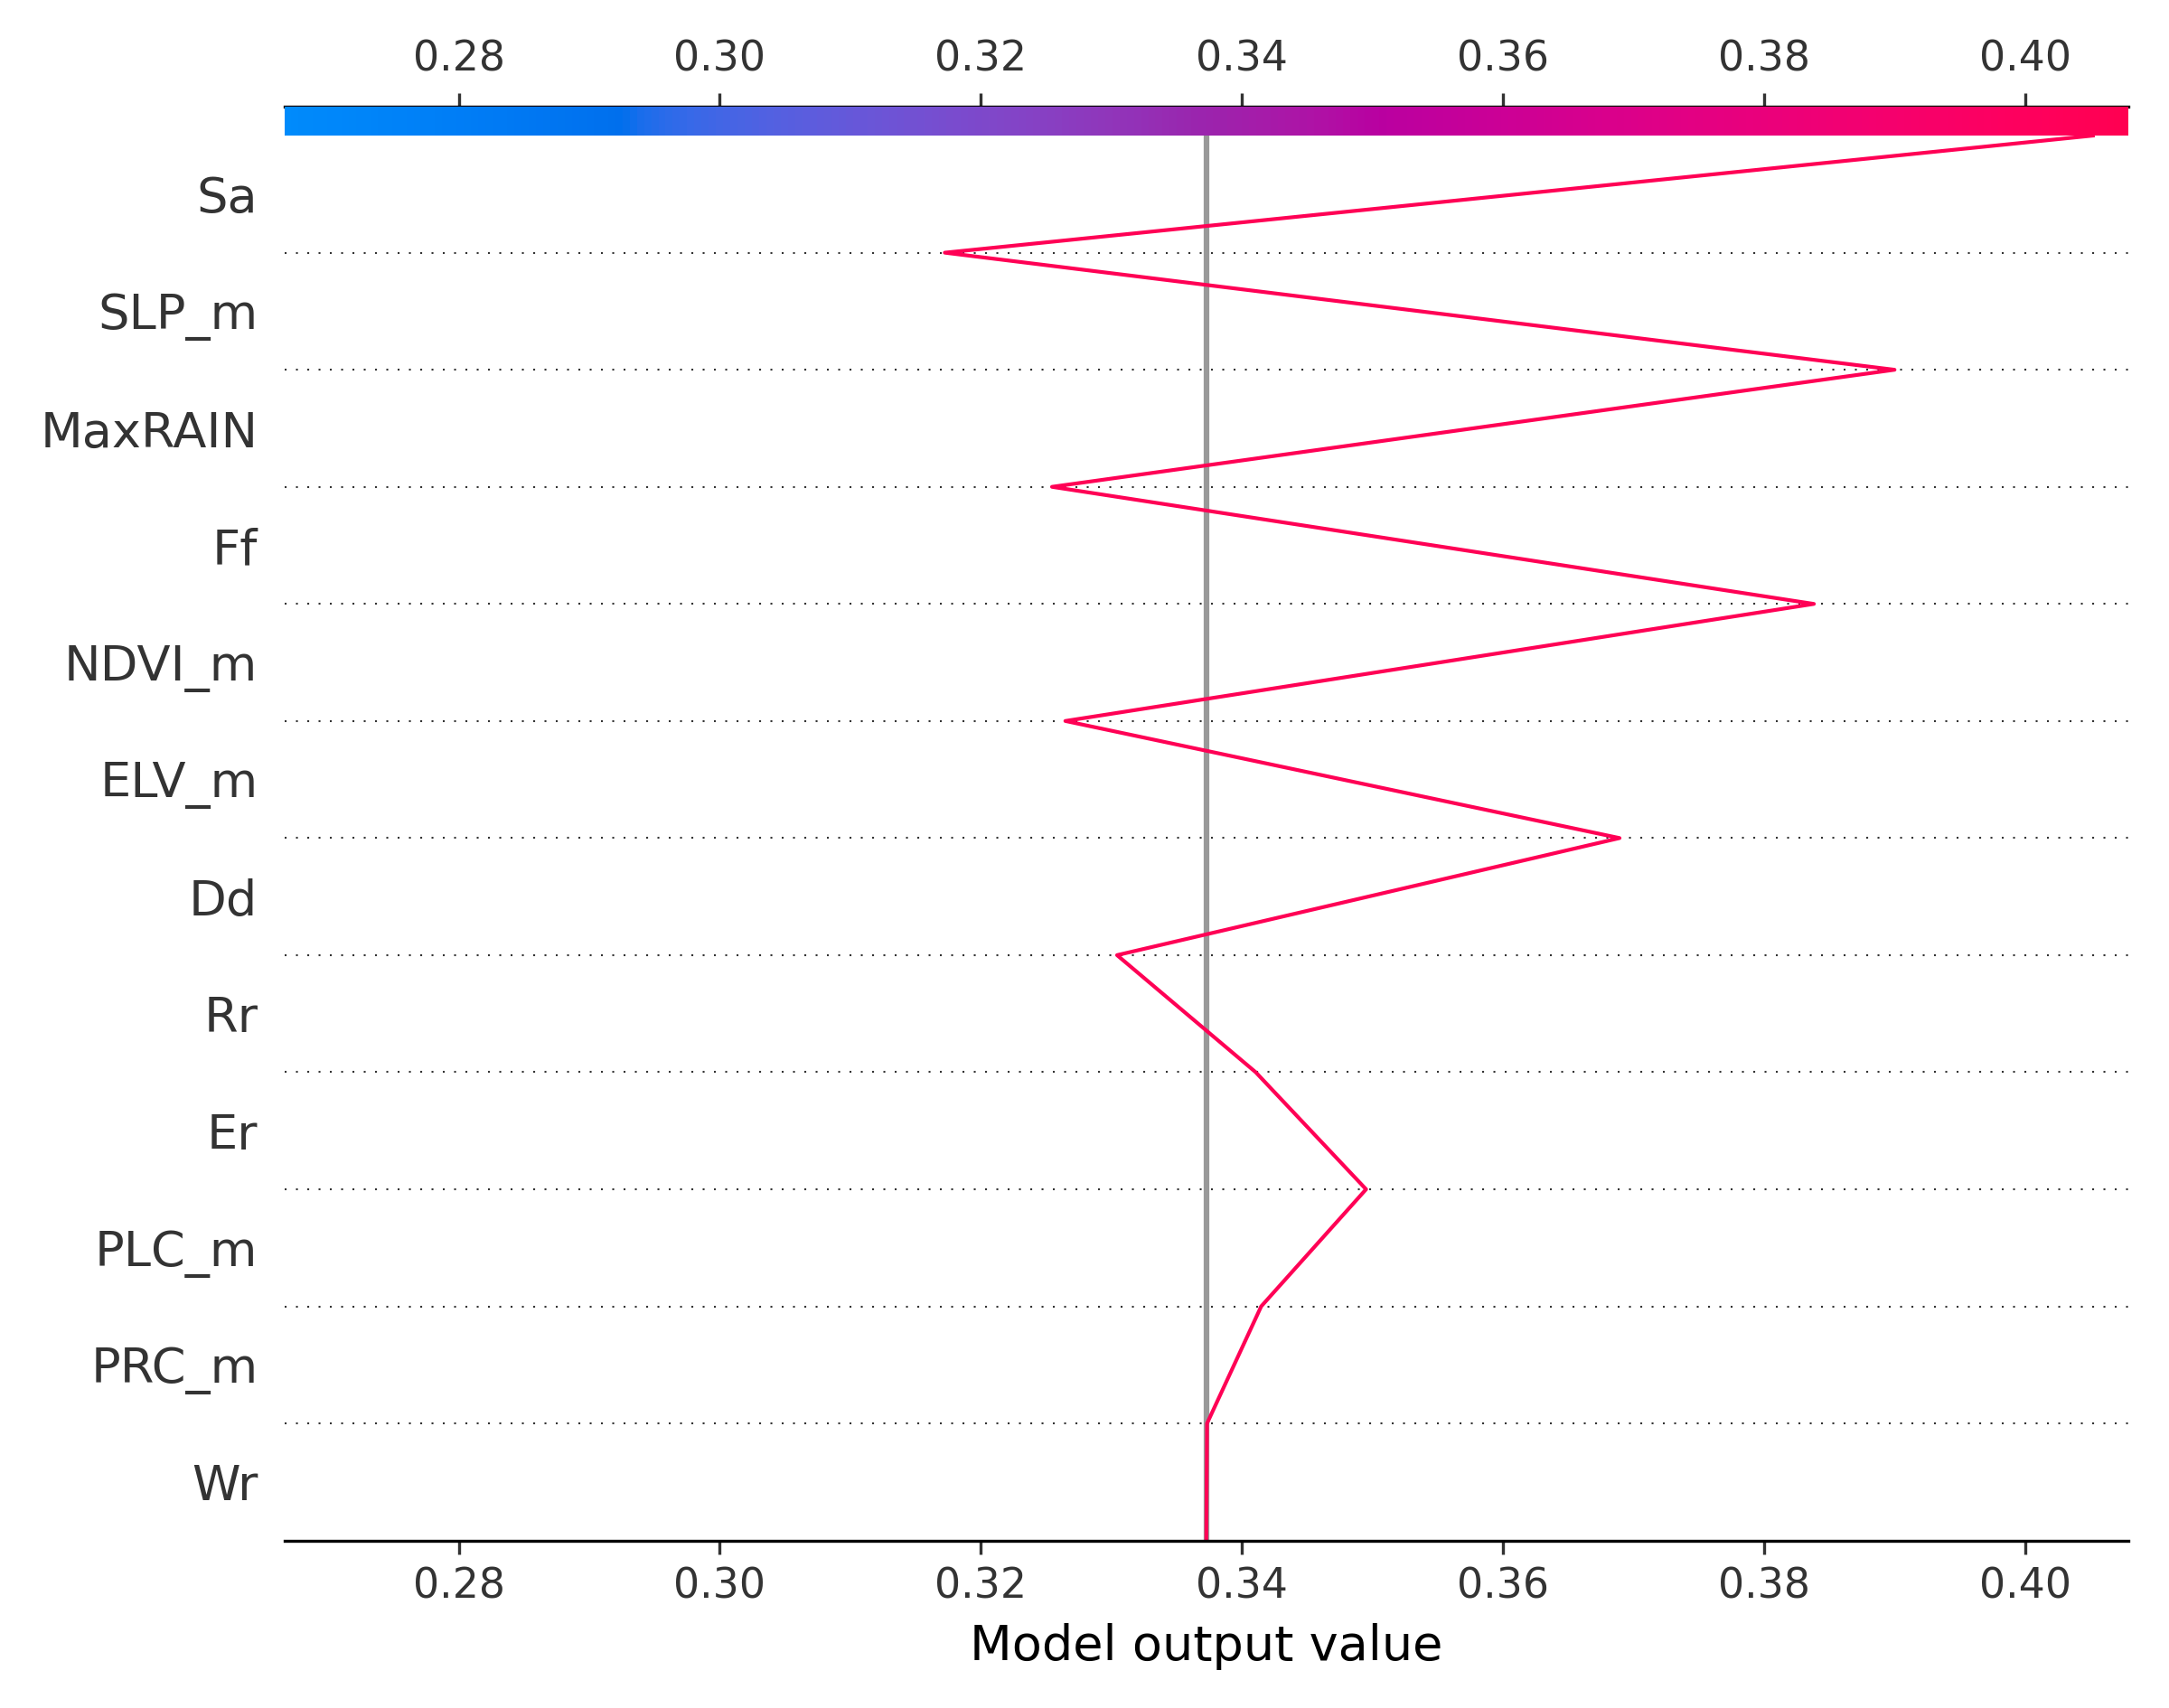 0.28 0.30 0.32 0.34 0.36 0.38 0.40
Sa
SLP_m
MaxRAIN
Ff
NDVI_m
ELV_m
Dd
Rr
Er
PLC_m
PRC_m
Wr
0.28 0.30 0.32 0.34 0.36 0.38 0.40
Model output value